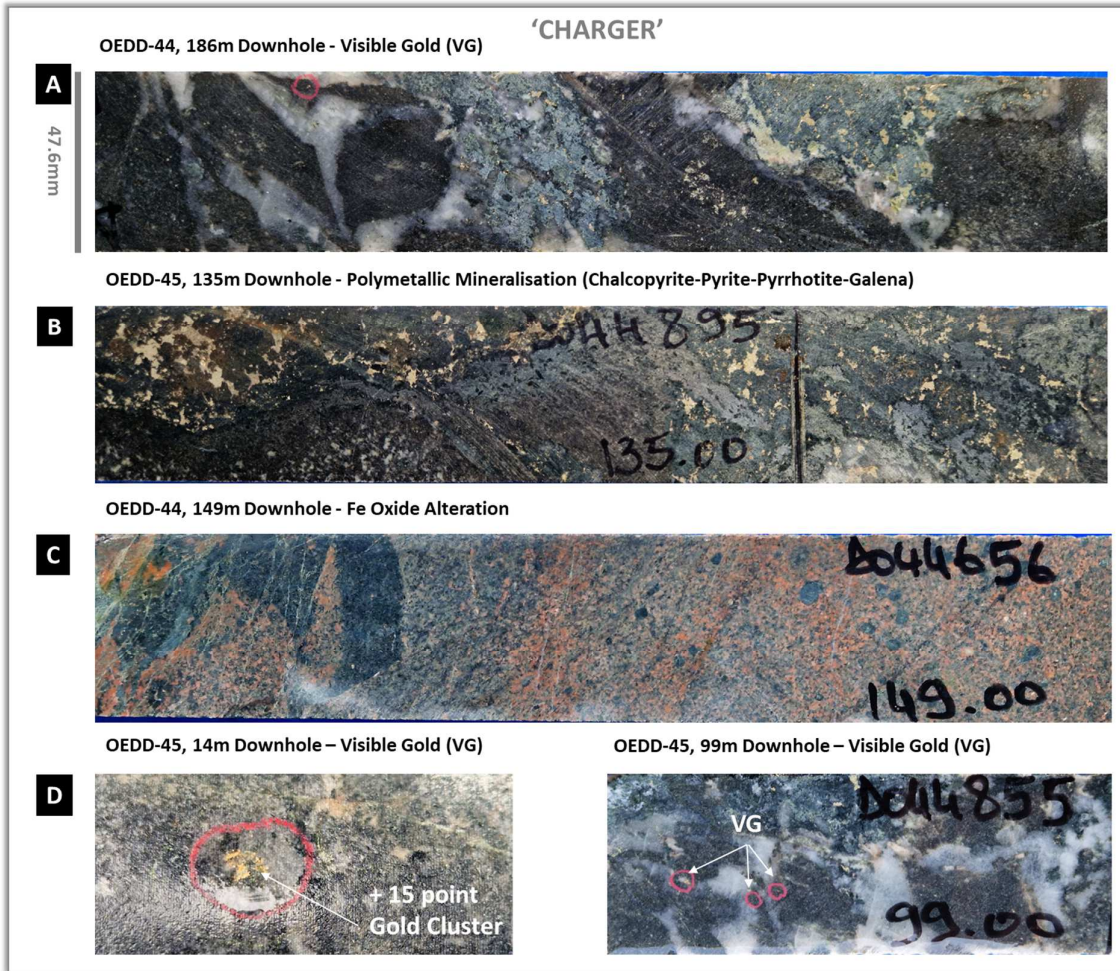 ‘CHARGER’
OEDD-44, 186m Downhole - Visible Gold (VG)
A
47.6mm
OEDD-45, 135m Downhole - Polymetallic Mineralisation (Chalcopyrite-Pyrite-Pyrrhotite-Galena)
B
D044895
135.00
OEDD-44, 149m Downhole - Fe Oxide Alteration
C
D044656
149.00
OEDD-45, 14m Downhole – Visible Gold (VG)
OEDD-45, 99m Downhole – Visible Gold (VG)
D
+ 15 point
Gold Cluster
VG
D044855
99.00